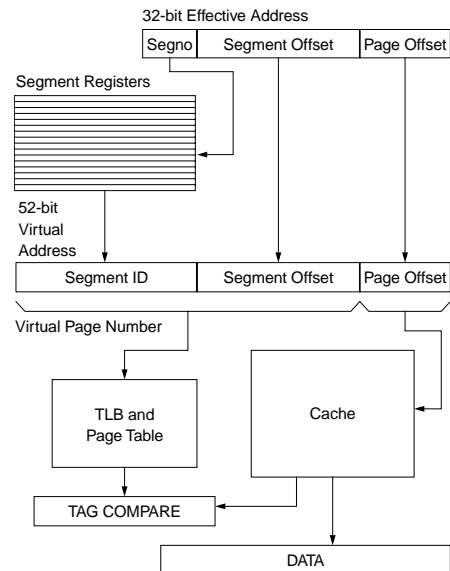 32-bit Effective Address
Segno Segment Offset Page Offset
Segment Registers
52-bit
Virtual
Address
Segment ID Segment Offset Page Offset
Virtual Page Number
TLB and
Page Table
Cache
TAG COMPARE
DATA